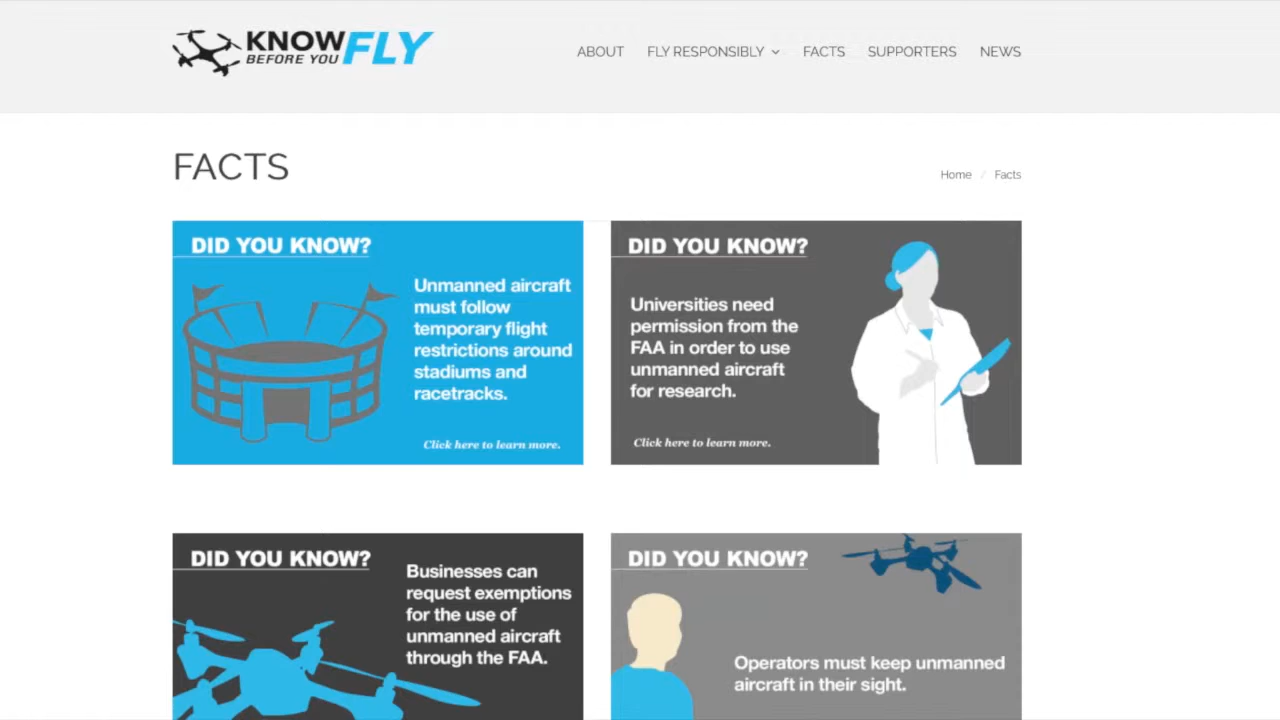 KNOW
BEFORE YOU
FLY
ABOUT FLY RESPONSIBLY FACTS SUPPORTERS NEWS
FACTS
Home / Facts
DID YOU KNOW?
Unmanned aircraft
must follow
temporary flight
restrictions around
stadiums and
racetracks.
Click here to learn more.
DID YOU KNOW?
Universities need
permission from the
FAA in order to use
unmanned aircraft
for research.
Click here to learn more.
DID YOU KNOW?
Businesses can
request exemptions
for the use of
unmanned aircraft
through the FAA.
DID YOU KNOW?
Operators must keep unmanned
aircraft in their sight.